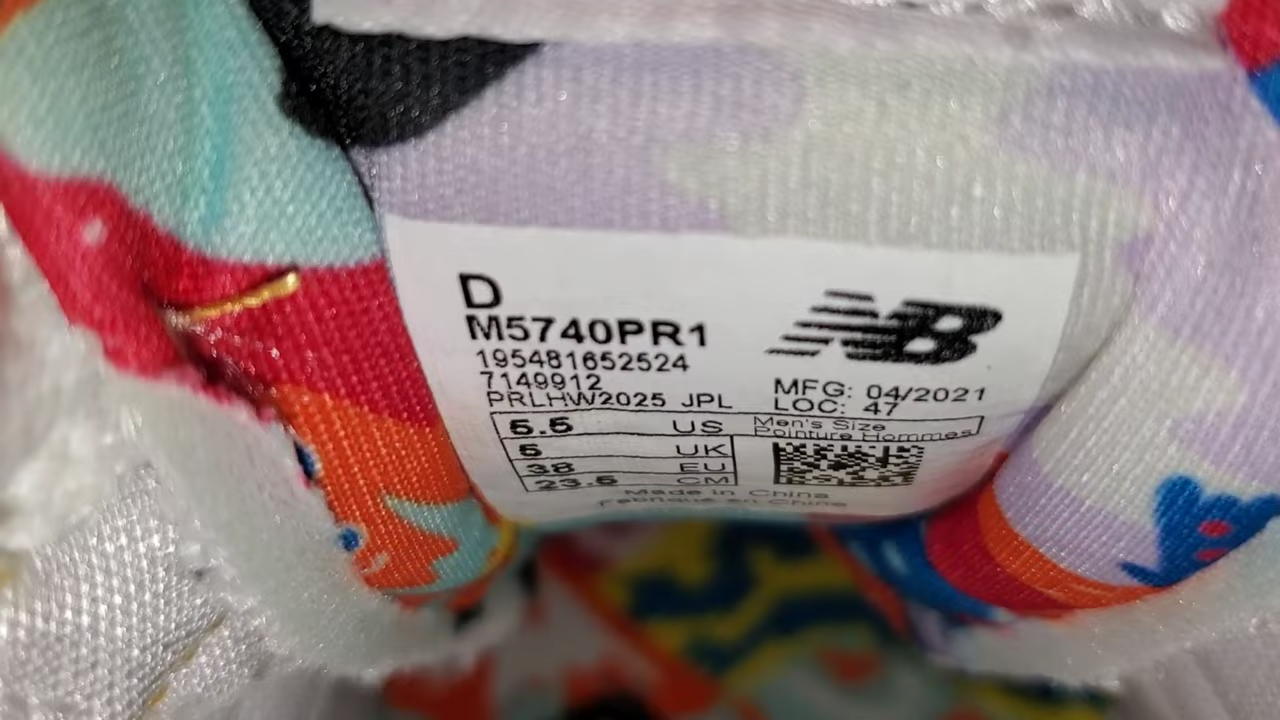 D
M5740PR1
195481652524
7149912
PRLHW2025 JPL
NB
MFG: 04/2021
LOC: 47
5.5 US
Men's Size
Pointure Hommes
5 UK
38 EU
23.5 CM
Made in China
Fabriqué en Chine